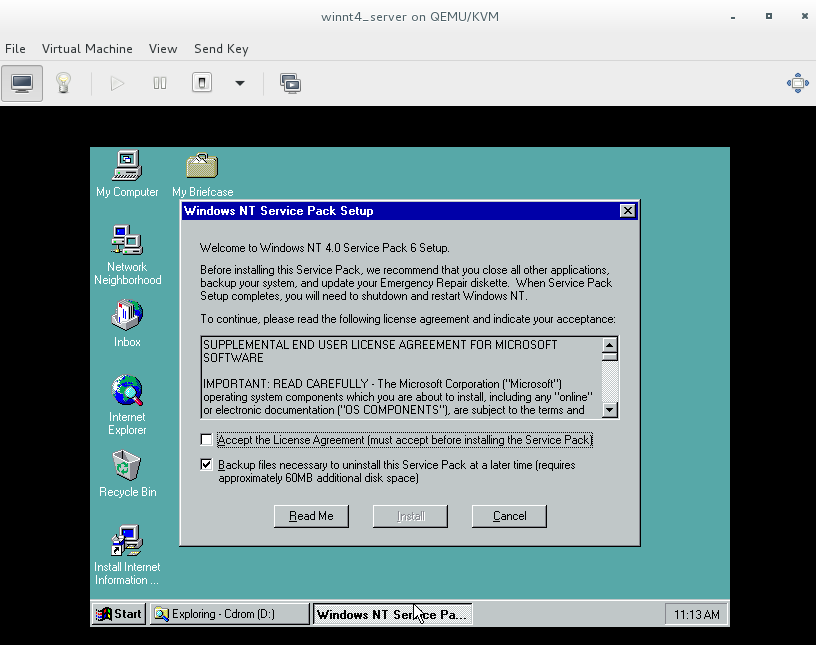 winnt4_server on QEMU/KVM
File Virtual Machine View Send Key
My Computer
My Briefcase
Network
Neighborhood
Inbox
Internet
Explorer
Recycle Bin
Install Internet
Information ...
Windows NT Service Pack Setup
Welcome to Windows NT 4.0 Service Pack 6 Setup.
Before installing this Service Pack, we recommend that you close all other applications,
backup your system, and update your Emergency Repair diskette. When Service Pack
Setup completes, you will need to shutdown and restart Windows NT.
To continue, please read the following license agreement and indicate your acceptance:
SUPPLEMENTAL END USER LICENSE AGREEMENT FOR MICROSOFT
SOFTWARE
IMPORTANT: READ CAREFULLY - The Microsoft Corporation ("Microsoft")
operating system components which you are about to install, including any "online"
or electronic documentation ("OS COMPONENTS"), are subject to the terms and
Accept the License Agreement (must accept before installing the Service Pack)
Backup files necessary to uninstall this Service Pack at a later time (requires
approximately 60MB additional disk space)
Read Me
Install
Cancel
Start
Exploring - Cdrom (D:)
Windows NT Service Pa...
11:13 AM